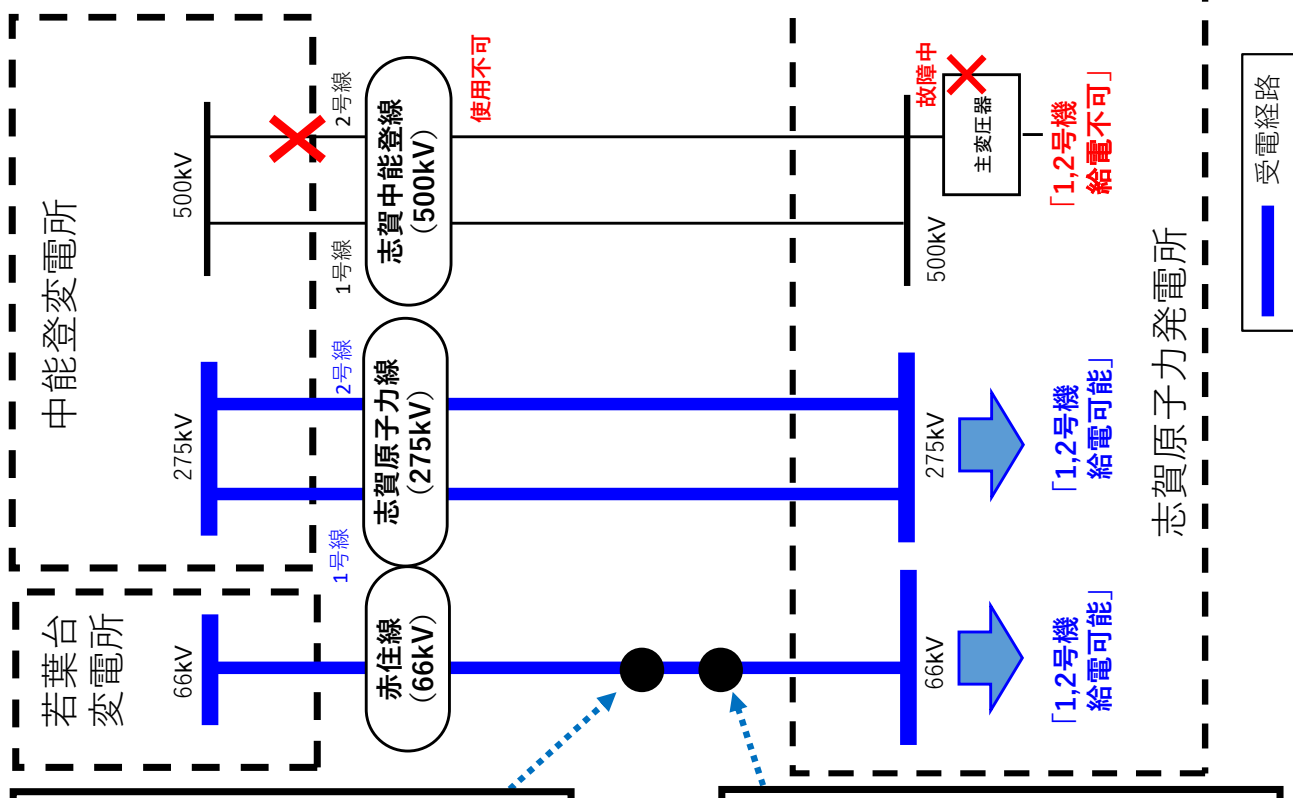 中能登変電所
若葉台
変電所
66kV
275kV
500kV
1号線
2号線
1号線
2号線
赤住線
(66kV)
志賀原子力線
(275kV)
志賀中能登線
(500kV)
使用不可
66kV
275kV
500kV
故障中
主変圧器
「1,2号機
給電可能」
「1,2号機
給電可能」
「1,2号機
給電不可」
志賀原子力発電所
受電経路